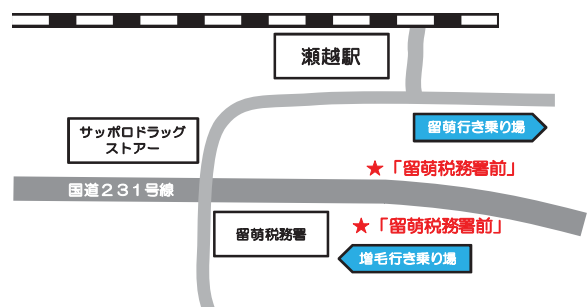 瀬越駅
留萌行き乗り場
サッポロドラッグ
ストアー
★「留萌税務署前」
国道231号線
★「留萌税務署前」
留萌税務署
増毛行き乗り場